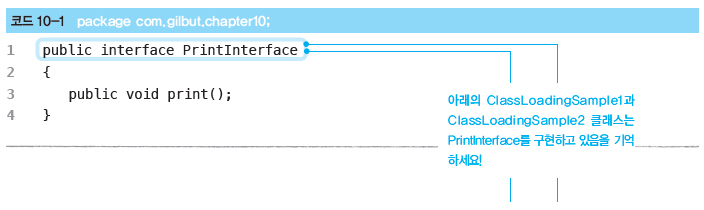 코드 10-1 package com.gilbut.chapter10;
1 public interface PrintInterface
2 {
3 public void print();
4 }
아래의 ClassLoadingSample1과
ClassLoadingSample2 클래스는
PrintInterface를 구현하고 있음을 기억
하세요!